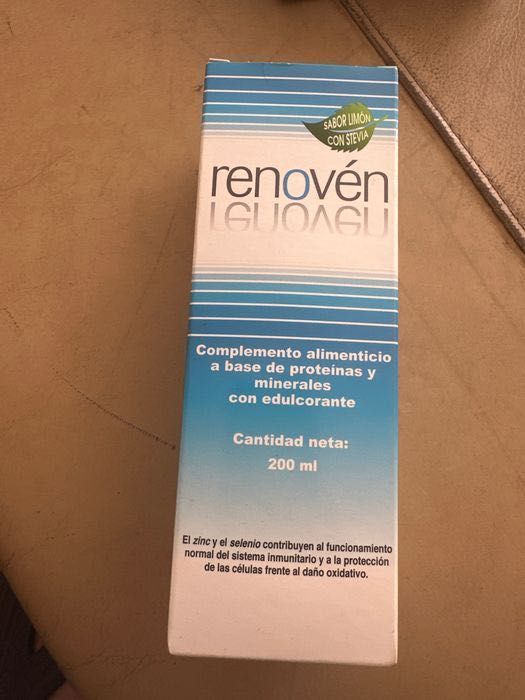 SABOR LIMÓN
CON STEVIA
renovén
Complemento alimenticio
a base de proteínas y
minerales
con edulcorante
Cantidad neta:
200 ml
El zinc y el selenio contribuyen al funcionamiento
normal del sistema inmunitario y a la protección
de las células frente al daño oxidativo.